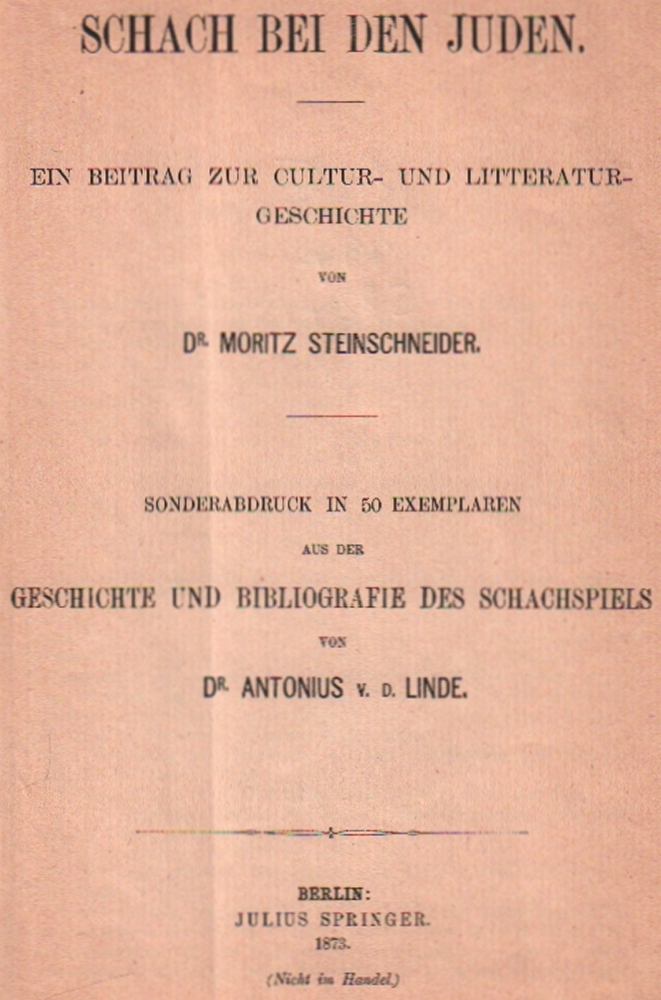 SCHACH BEI DEN JUDEN.
EIN BEITRAG ZUR CULTUR- UND LITTERATUR-
GESCHICHTE
VON
DR. MORITZ STEINSCHNEIDER.
SONDERABDRUCK IN 50 EXEMPLAREN
AUS DER
GESCHICHTE UND BIBLIOGRAFIE DES SCHACHSPIELS
VON
DR. ANTONIUS V. D. LINDE.
BERLIN:
JULIUS SPRINGER.
1873.
(Nicht im Handel.)